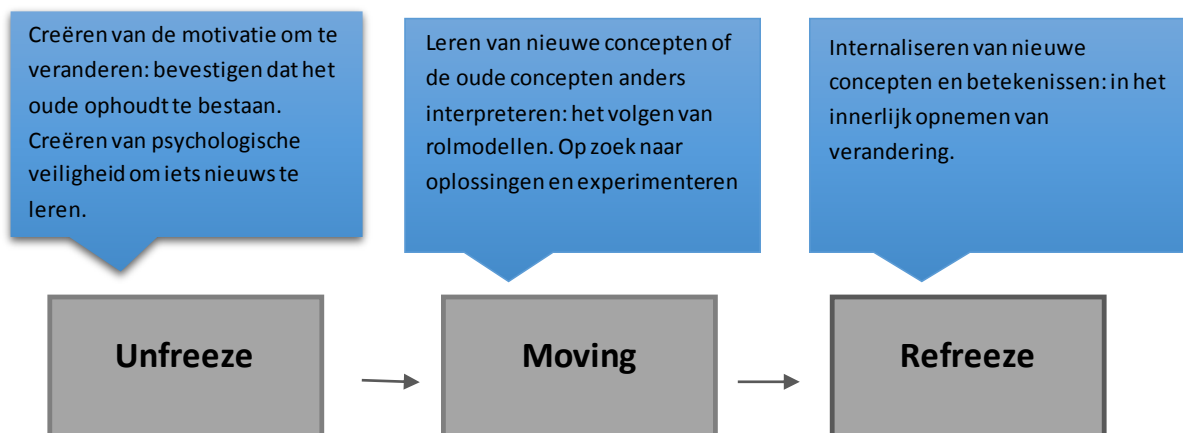 Creëren van de motivatie om te
veranderen: bevestigen dat het
oude ophoudt te bestaan.
Creëren van psychologische
veiligheid om iets nieuws te
leren.
Leren van nieuwe concepten of
de oude concepten anders
interpreteren: het volgen van
rolmodellen. Op zoek naar
oplossingen en experimenteren
Internaliseren van nieuwe
concepten en betekenissen: in het
innerlijk opnemen van
verandering.
Unfreeze
Moving
Refreeze